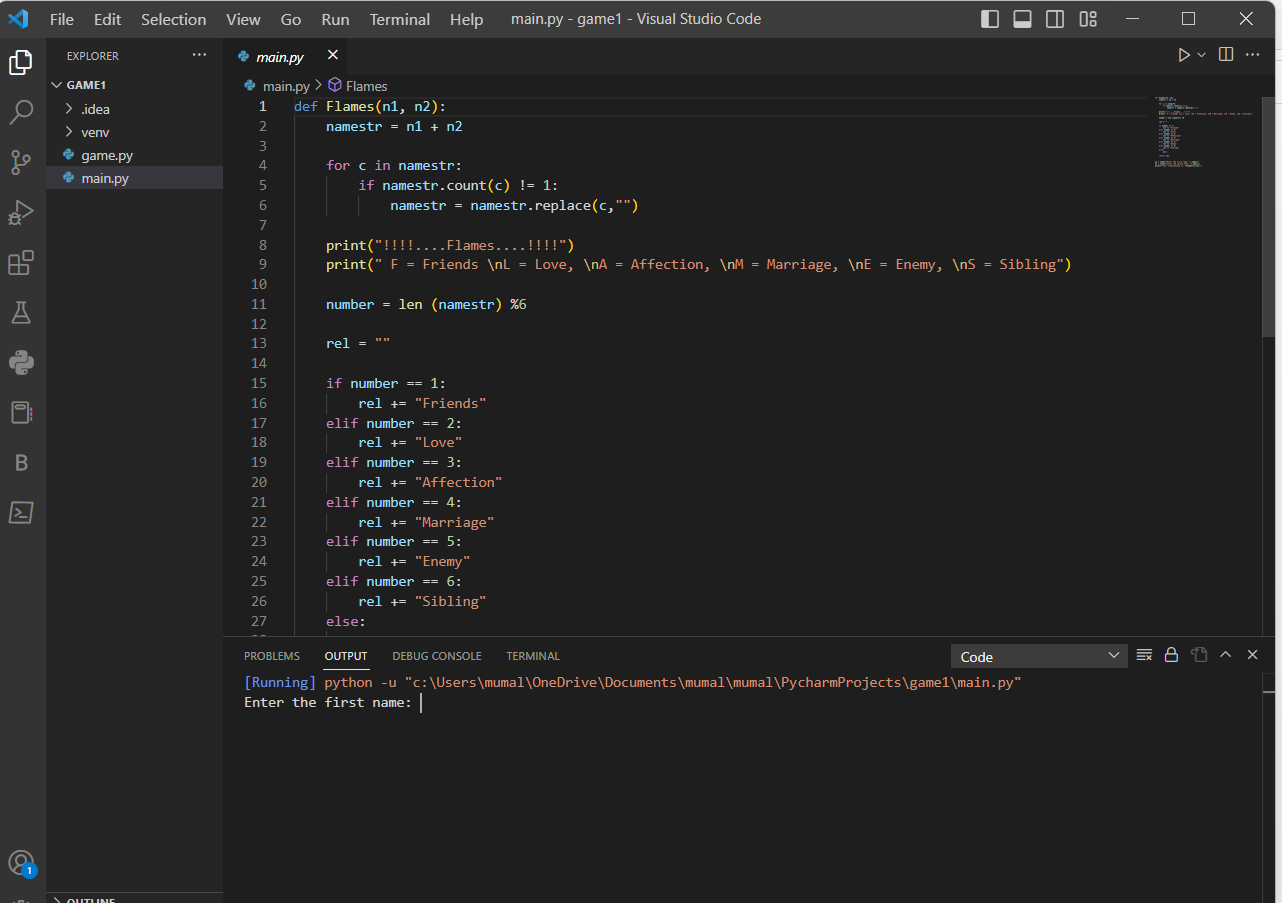 File Edit Selection View Go Run Terminal Help main.py - game1 - Visual Studio Code
EXPLORER
GAME1
.idea
venv
game.py
main.py
OUTLINE
B
1
main.py
main.py > Flames
1 def Flames(n1, n2):
2     namestr = n1 + n2
3
4     for c in namestr:
5         if namestr.count(c) != 1:
6             namestr = namestr.replace(c,"")
7
8     print("!!!!....Flames....!!!!")
9     print(" F = Friends \nL = Love, \nA = Affection, \nM = Marriage, \nE = Enemy, \nS = Sibling")
10
11     number = len (namestr) %6
12
13     rel = ""
14
15     if number == 1:
16         rel += "Friends"
17     elif number == 2:
18         rel += "Love"
19     elif number == 3:
20         rel += "Affection"
21     elif number == 4:
22         rel += "Marriage"
23     elif number == 5:
24         rel += "Enemy"
25     elif number == 6:
26         rel += "Sibling"
27     else:
PROBLEMS OUTPUT DEBUG CONSOLE TERMINAL Code
[Running] python -u "c:\Users\mumal\OneDrive\Documents\mumal\mumal\PycharmProjects\game1\main.py"
Enter the first name: